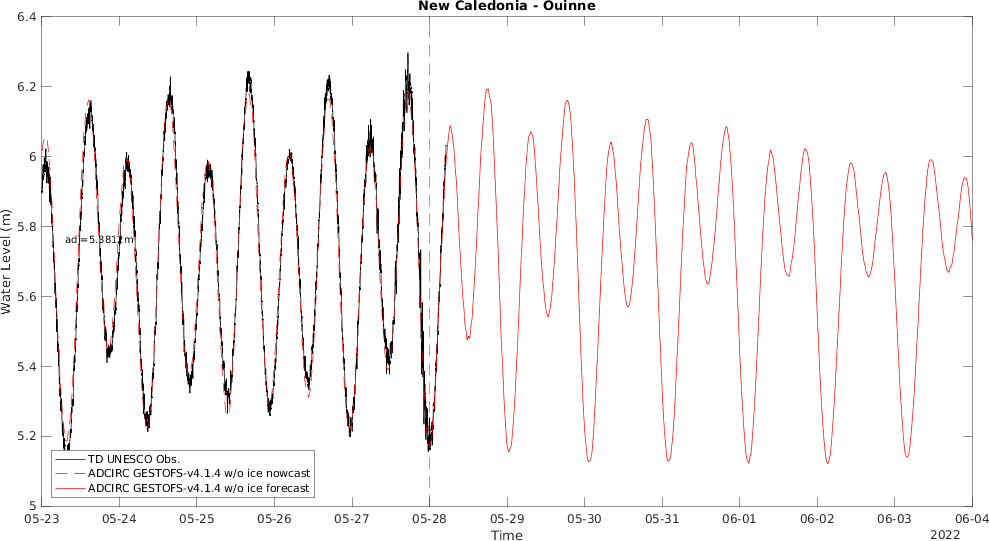 New Caledonia - Ouinne
6.4
6.2
6
5.8
5.6
5.4
5.2
5
Water Level (m)
adj=5.3812m
TD UNESCO Obs.
ADCIRC GESTOFS-v4.1.4 w/o ice nowcast
ADCIRC GESTOFS-v4.1.4 w/o ice forecast
05-23 05-24 05-25 05-26 05-27 05-28 05-29 05-30 05-31 06-01 06-02 06-03 06-04
Time
2022